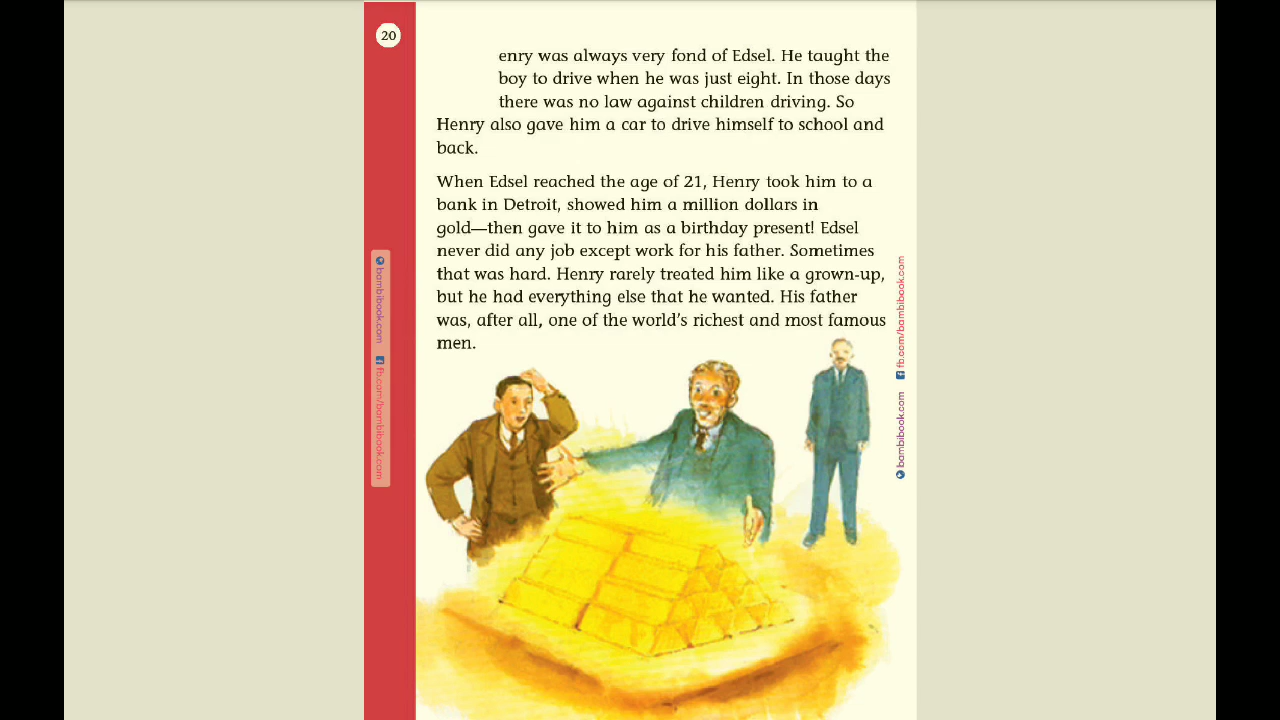 20
enry was always very fond of Edsel. He taught the
boy to drive when he was just eight. In those days
there was no law against children driving. So
Henry also gave him a car to drive himself to school and
back.
When Edsel reached the age of 21, Henry took him to a
bank in Detroit, showed him a million dollars in
gold—then gave it to him as a birthday present! Edsel
never did any job except work for his father. Sometimes
that was hard. Henry rarely treated him like a grown-up,
but he had everything else that he wanted. His father
was, after all, one of the world's richest and most famous
men.
bambibook.com fb.com/bambibook.com
bambibook.com fb.com/bambibook.com